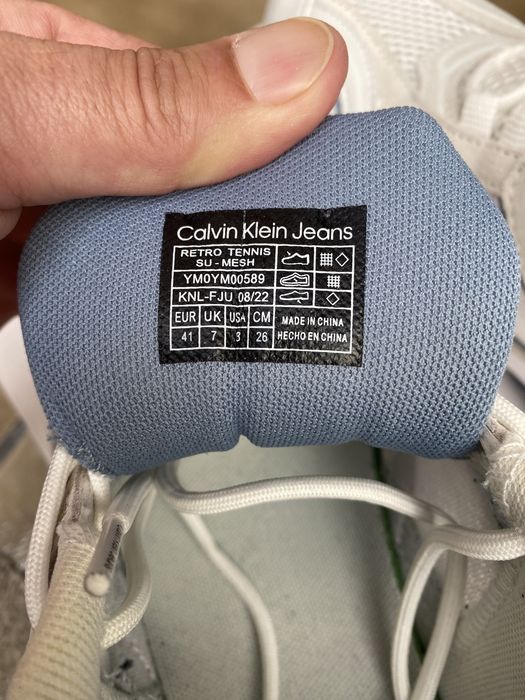 Calvin Klein Jeans
RETRO TENNIS
SU - MESH
YM0YM00589
KNL-FJU 08/22
EUR UK USA CM
41 7 8 26
MADE IN CHINA
HECHO EN CHINA